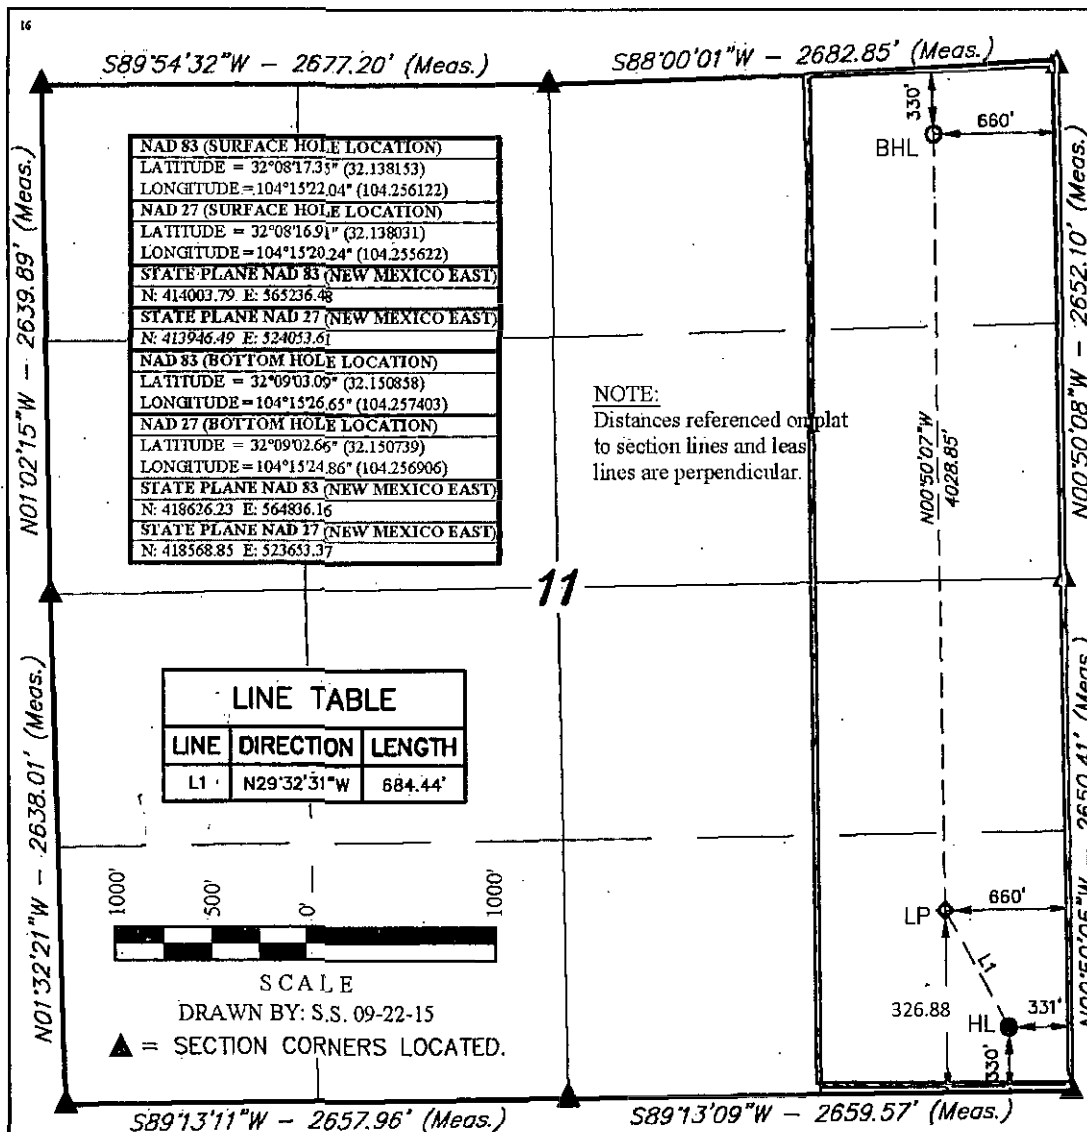 16
S89°54'32"W - 2677.20' (Meas.)
S88°00'01"W - 2682.85' (Meas.)
330'
660'
BHL
NAD 83 (SURFACE HOLE LOCATION)
LATITUDE = 32°08'17.35" (32.138153)
LONGITUDE = 104°15'22.04" (104.256122)
NAD 27 (SURFACE HOLE LOCATION)
LATITUDE = 32°08'16.91" (32.138031)
LONGITUDE = 104°15'20.24" (104.255622)
STATE PLANE NAD 83 (NEW MEXICO EAST)
N: 414003.79 E: 565236.48
STATE PLANE NAD 27 (NEW MEXICO EAST)
N: 413946.49 E: 524053.61
NAD 83 (BOTTOM HOLE LOCATION)
LATITUDE = 32°09'03.09" (32.150858)
LONGITUDE = 104°15'26.65" (104.257403)
NAD 27 (BOTTOM HOLE LOCATION)
LATITUDE = 32°09'02.66" (32.150739)
LONGITUDE = 104°15'24.86" (104.256906)
STATE PLANE NAD 83 (NEW MEXICO EAST)
N: 418626.23 E: 564836.16
STATE PLANE NAD 27 (NEW MEXICO EAST)
N: 418568.85 E: 523653.37
N01°02'15"W - 2639.89' (Meas.)
N00°50'08"W - 2652.10' (Meas.)
NOTE:
Distances referenced on plat
to section lines and leas
lines are perpendicular.
N00°50'07"W
4028.85'
11
LINE TABLE
LINE DIRECTION LENGTH
L1 N29°32'31"W 684.44'
N01°32'21"W - 2638.01' (Meas.)
N00°50'06"W - 2650.41' (Meas.)
1000' 500' 0' 1000'
SCALE
DRAWN BY: S.S. 09-22-15
▲ = SECTION CORNERS LOCATED.
LP
660'
L1
326.88
HL
331'
330'
S89°13'11"W - 2657.96' (Meas.)
S89°13'09"W - 2659.57' (Meas.)